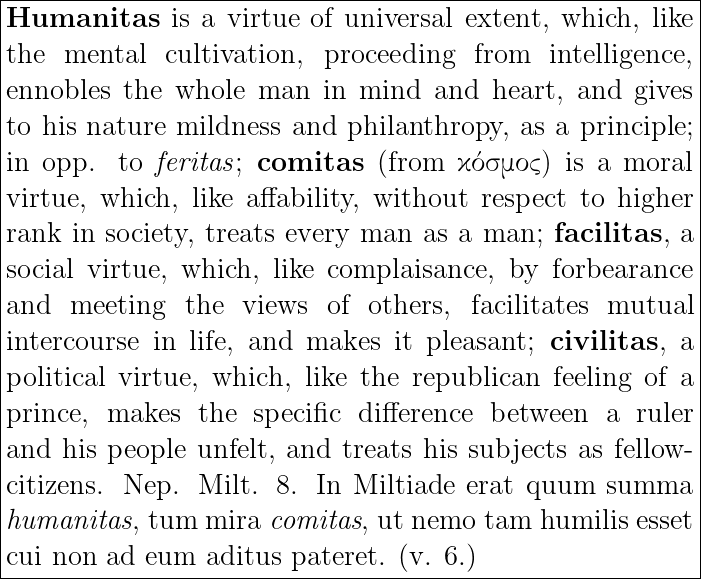 Humanitas is a virtue of universal extent, which, like
the mental cultivation, proceeding from intelligence,
ennobles the whole man in mind and heart, and gives
to his nature mildness and philanthropy, as a principle;
in opp. to feritas; comitas (from κόσμος) is a moral
virtue, which, like affability, without respect to higher
rank in society, treats every man as a man; facilitas, a
social virtue, which, like complaisance, by forbearance
and meeting the views of others, facilitates mutual
intercourse in life, and makes it pleasant; civilitas, a
political virtue, which, like the republican feeling of a
prince, makes the specific difference between a ruler
and his people unfelt, and treats his subjects as fellow-
citizens. Nep. Milt. 8. In Miltiade erat quum summa
humanitas, tum mira comitas, ut nemo tam humilis esset
cui non ad eum aditus pateret. (v. 6.)